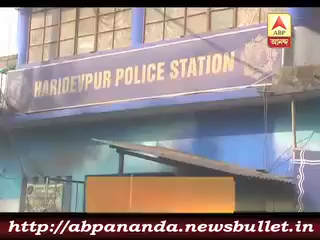 HARIDEVPUR POLICE STATION
ABP
আনন্দ
http://abpananda.newsbullet.in